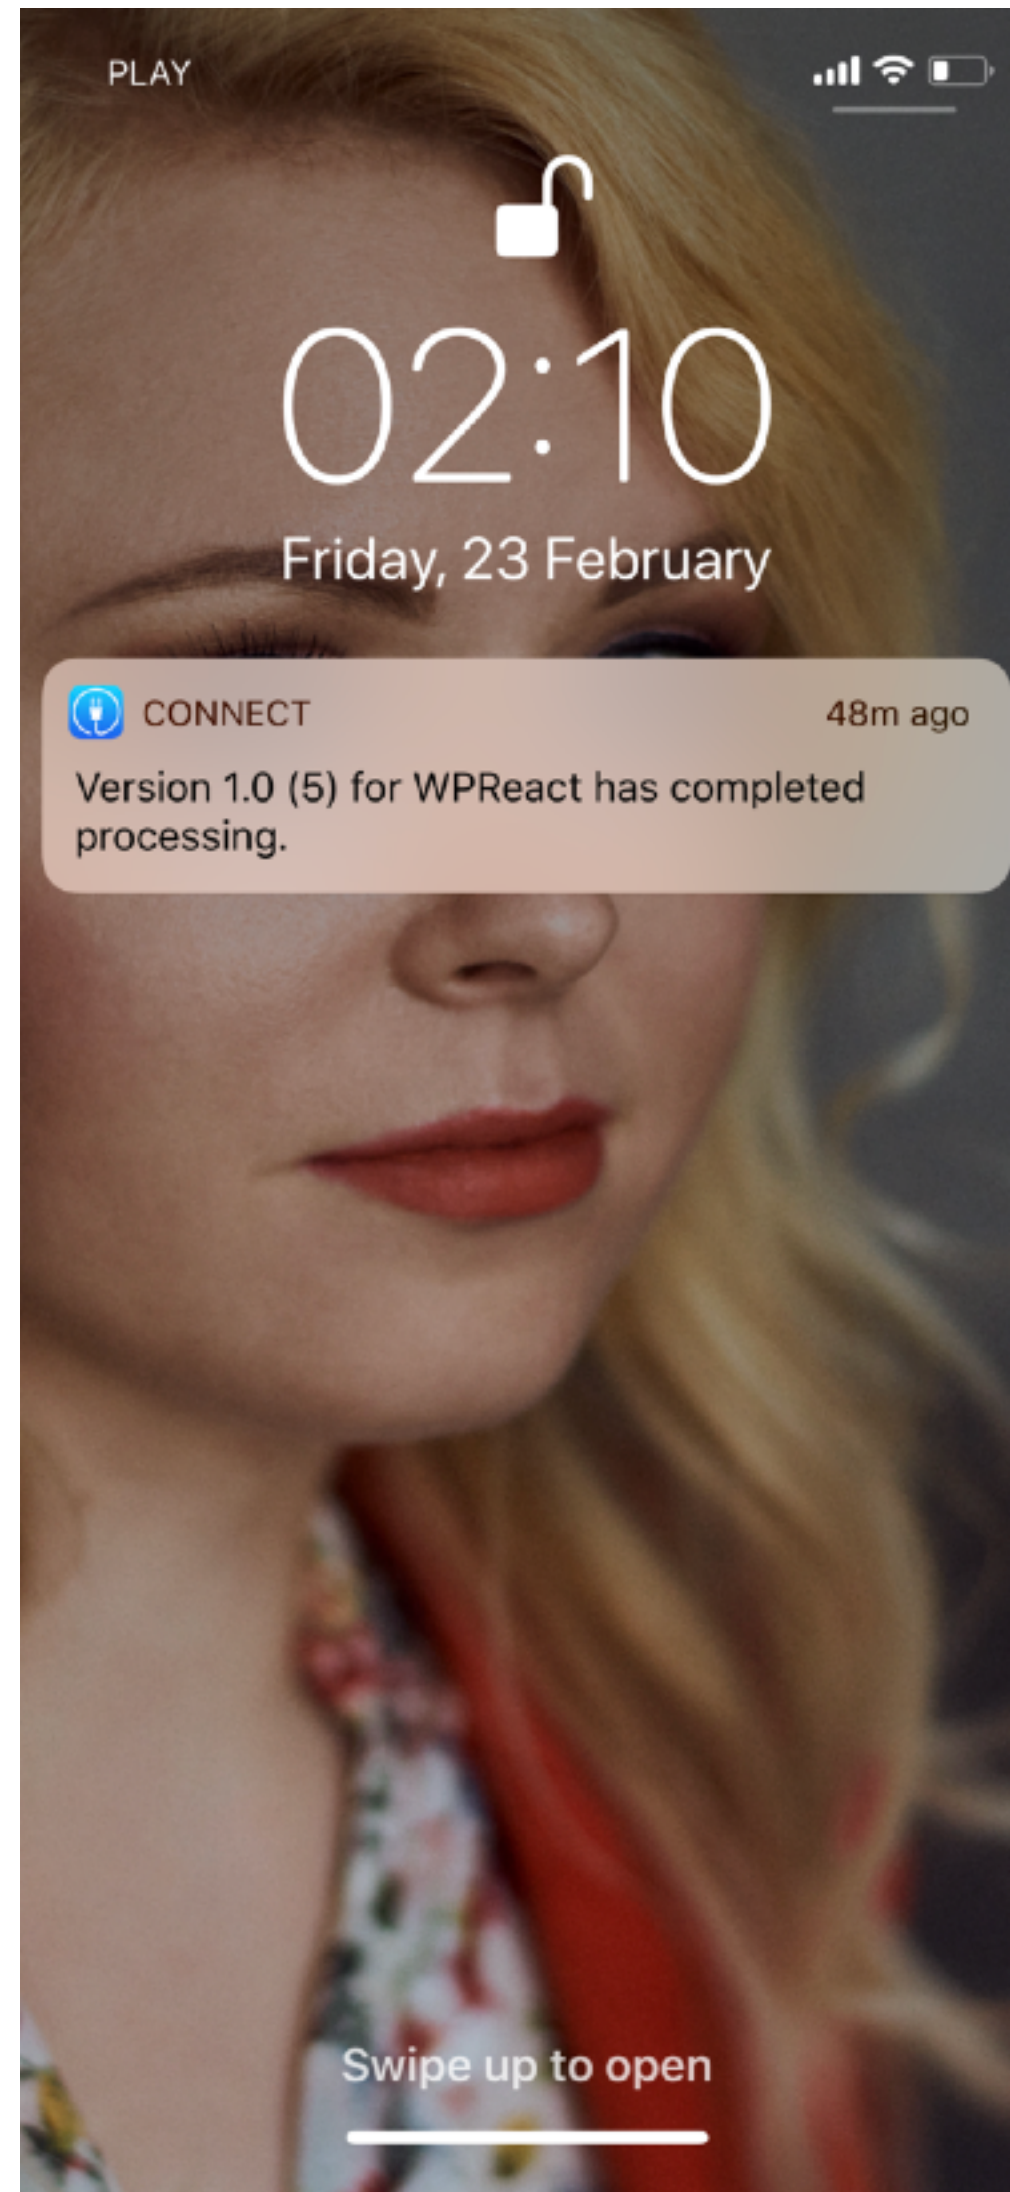 PLAY
02:10
Friday, 23 February
CONNECT
48m ago
Version 1.0 (5) for WPReact has completed
processing.
Swipe up to open